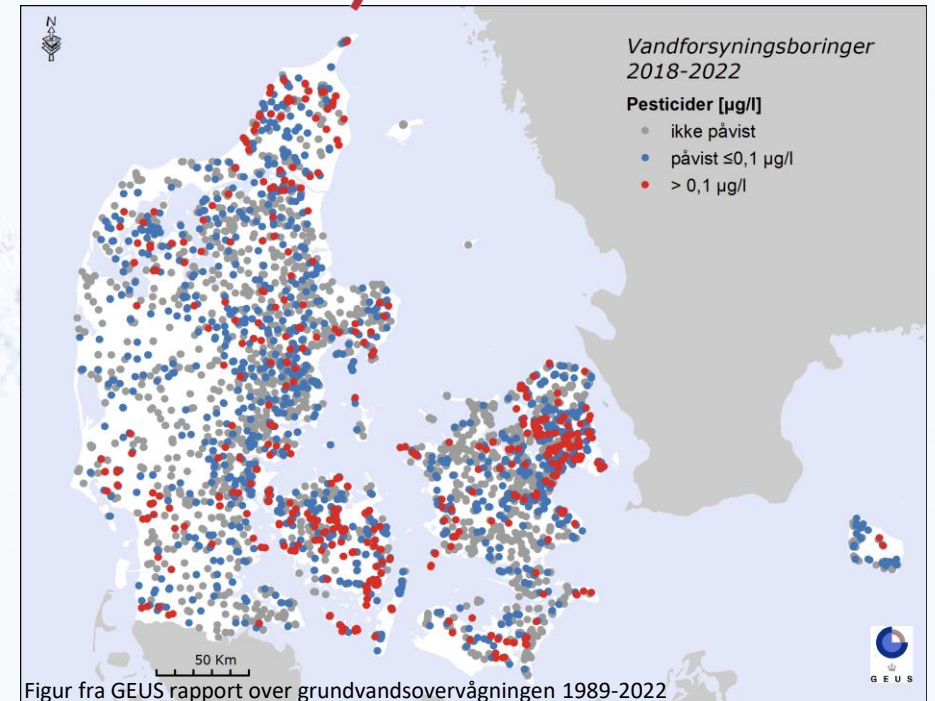 N
Vandforsyningsboringer
2018-2022
Pesticider [µg/l]
ikke påvist
påvist ≤0,1 µg/l
> 0,1 µg/l
50 Km
G E U S
Figur fra GEUS rapport over grundvandsovervågningen 1989-2022